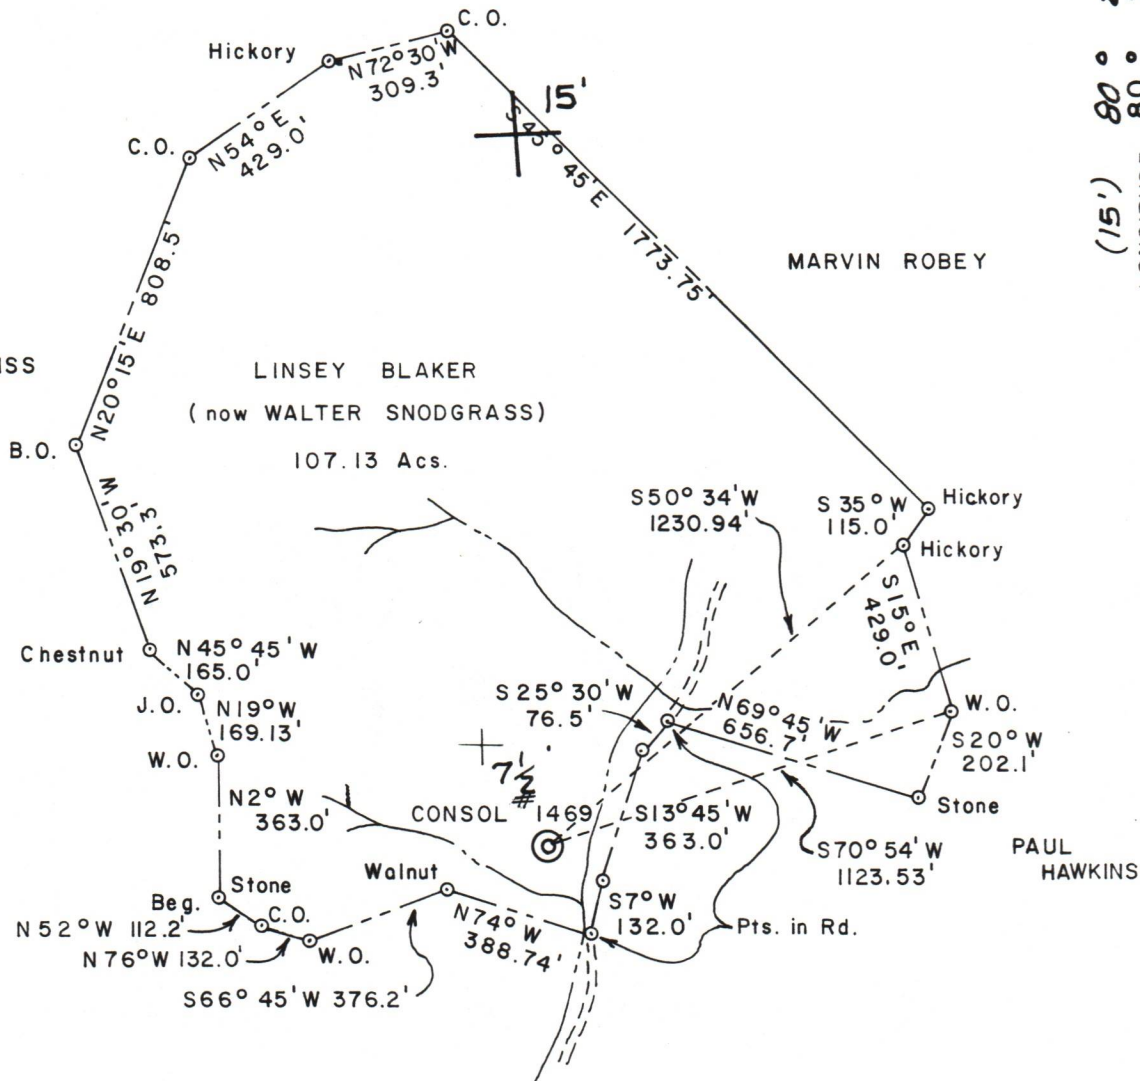 C. O.
Hickory
N72°30'W
309.3'
15'
C.O.
N54°E
429.0'
S 45° 45'E 1773.75'
80°
80°
(15')
MARVIN ROBEY
N20°15'E 808.5'
ISS
LINSEY BLAKER
(now WALTER SNODGRASS)
107.13 Acs.
B.O.
N19°30'W
573.3'
S50° 34'W
1230.94'
S 35° W
115.0'
Hickory
Hickory
S15°E
429.0'
Chestnut
N45° 45'W
165.0'
J.O.
N19°W
169.13'
W.O.
S 25° 30'W
76.5'
N69°45'W
656.7'
W.O.
S20°W
202.1'
Stone
7½'
N2° W
363.0'
CONSOL # 1469
S13°45'W
363.0'
S70° 54'W
1123.53'
PAUL
HAWKINS
Walnut
Stone
Beg.
C.O.
N 52° W 112.2'
N74°W
388.74'
S7° W
132.0'
Pts. in Rd.
N 76°W 132.0'
W.O.
S66° 45'W 376.2'